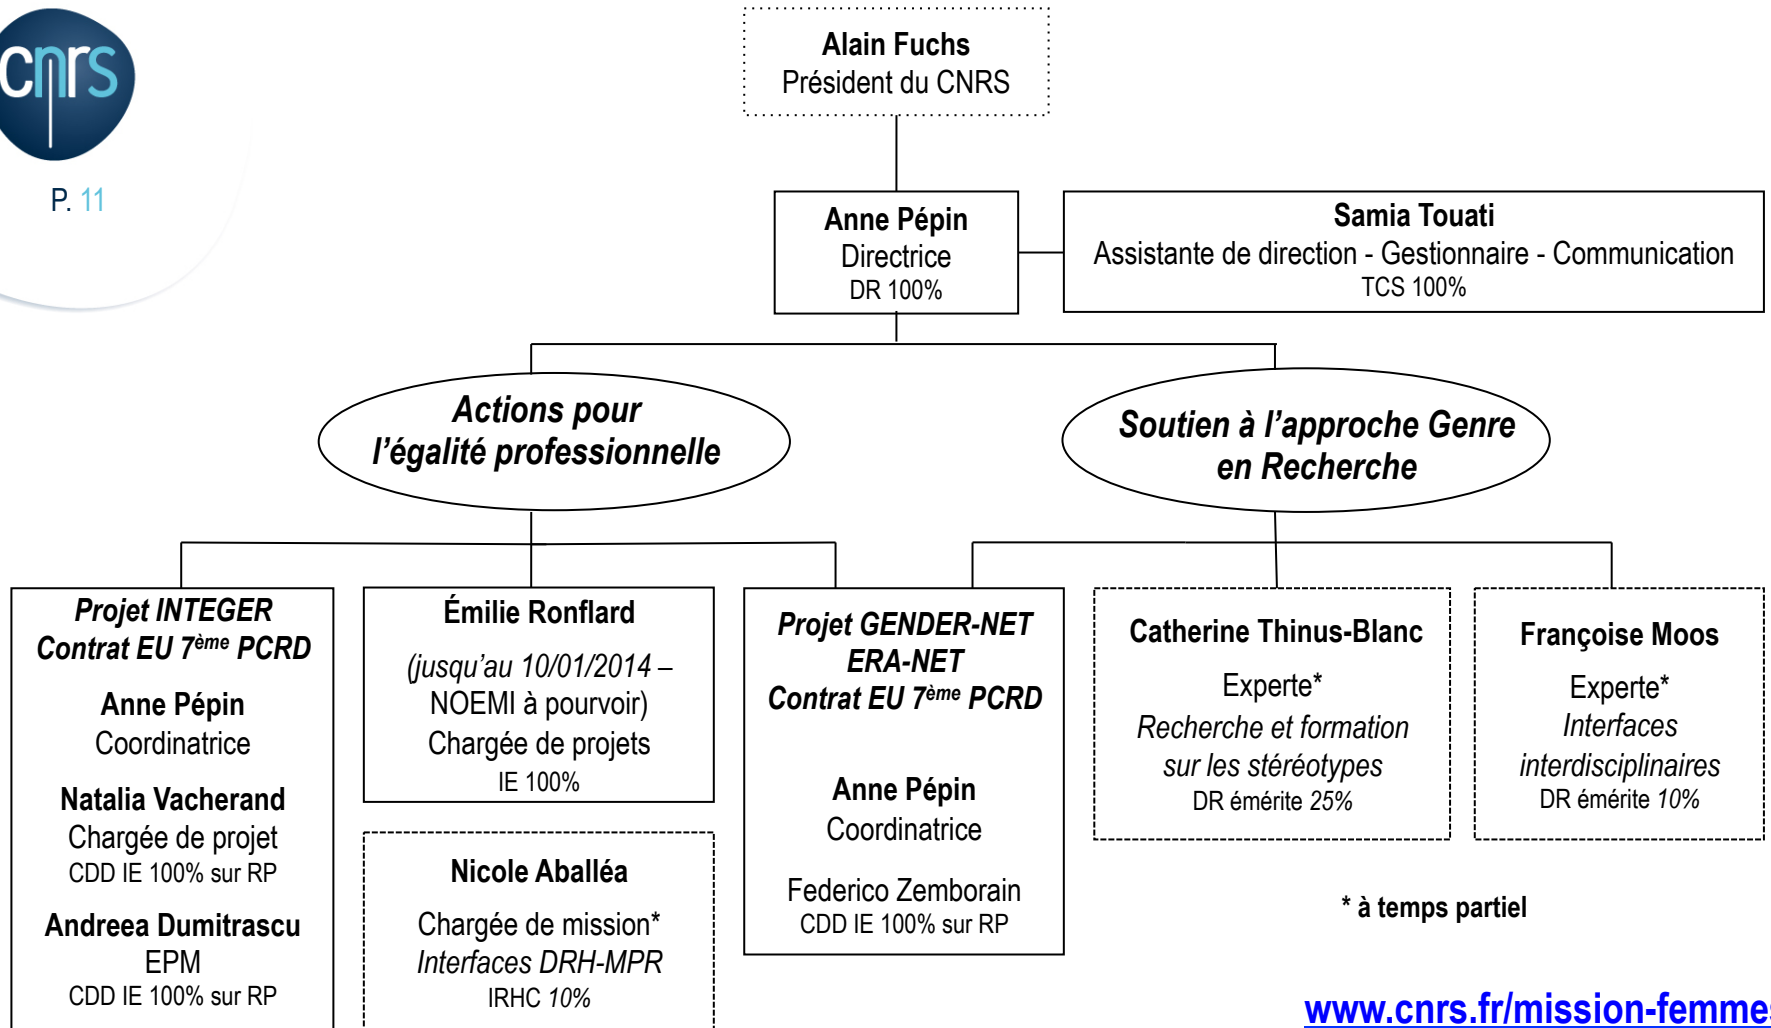 cnrs
P. 11
Alain Fuchs
Président du CNRS
Anne Pépin
Directrice
DR 100%
Samia Touati
Assistante de direction - Gestionnaire - Communication
TCS 100%
Actions pour
l’égalité professionnelle
Soutien à l’approche Genre
en Recherche
Projet INTEGER
Contrat EU 7ème PCRD
Anne Pépin
Coordinatrice
Natalia Vacherand
Chargée de projet
CDD IE 100% sur RP
Andreea Dumitrascu
EPM
CDD IE 100% sur RP
Émilie Ronflard
(jusqu’au 10/01/2014 –
NOEMI à pourvoir)
Chargée de projets
IE 100%
Nicole Aballéa
Chargée de mission*
Interfaces DRH-MPR
IRHC 10%
Projet GENDER-NET
ERA-NET
Contrat EU 7ème PCRD
Anne Pépin
Coordinatrice
Federico Zemborain
CDD IE 100% sur RP
Catherine Thinus-Blanc
Experte*
Recherche et formation
sur les stéréotypes
DR émérite 25%
Françoise Moos
Experte*
Interfaces
interdisciplinaires
DR émérite 10%
* à temps partiel
www.cnrs.fr/mission-femmes